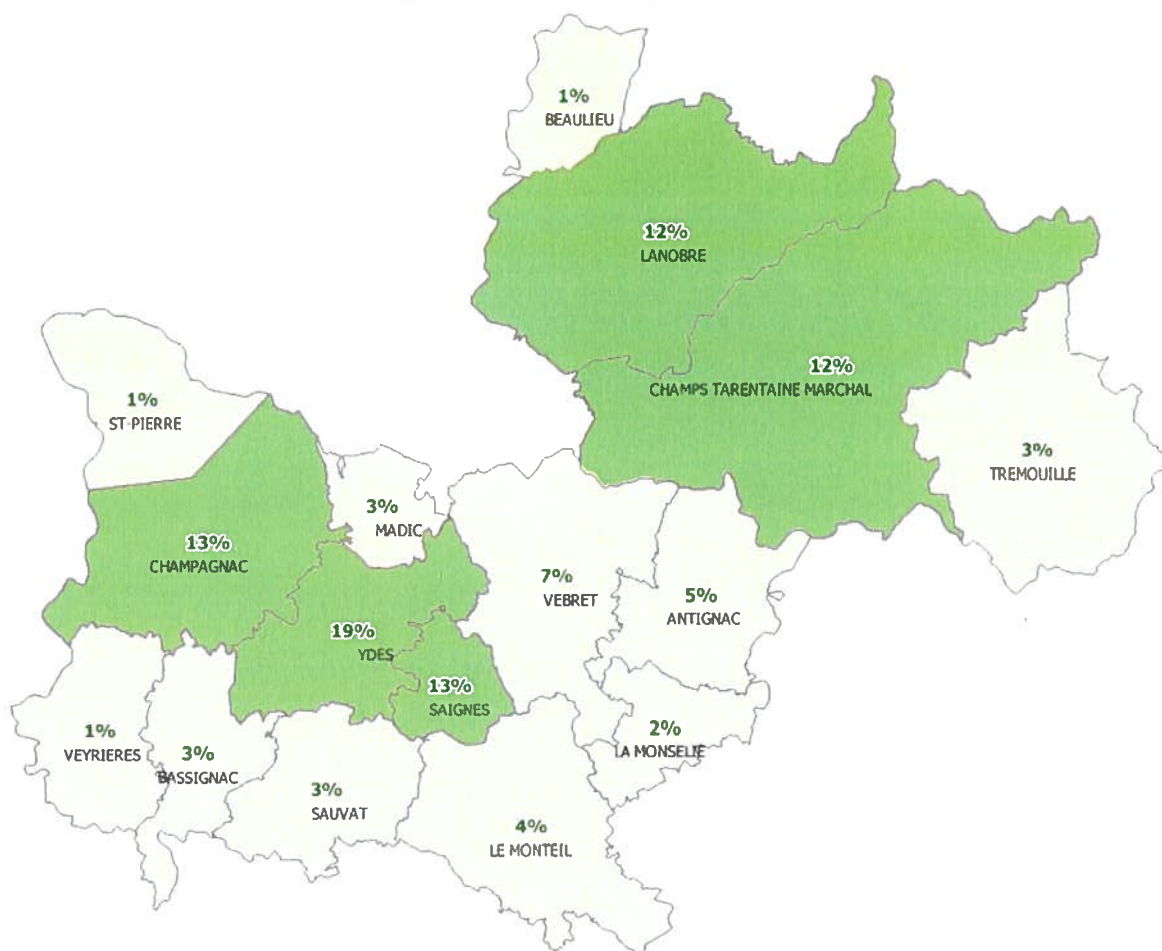 1%
BEAULIEU
12%
LANOBRE
12%
CHAMPS TARENTAINE MARCHAL
1%
ST-PIERRE
3%
TREMOUILLE
3%
MADIC
13%
CHAMPAGNAC
7%
VEBRET
5%
ANTIGNAC
19%
YDES
13%
SAIGNES
1%
VEYRIERES
3%
BASSIGNAC
2%
LA MONSELIE
3%
SAUVAT
4%
LE MONTEIL